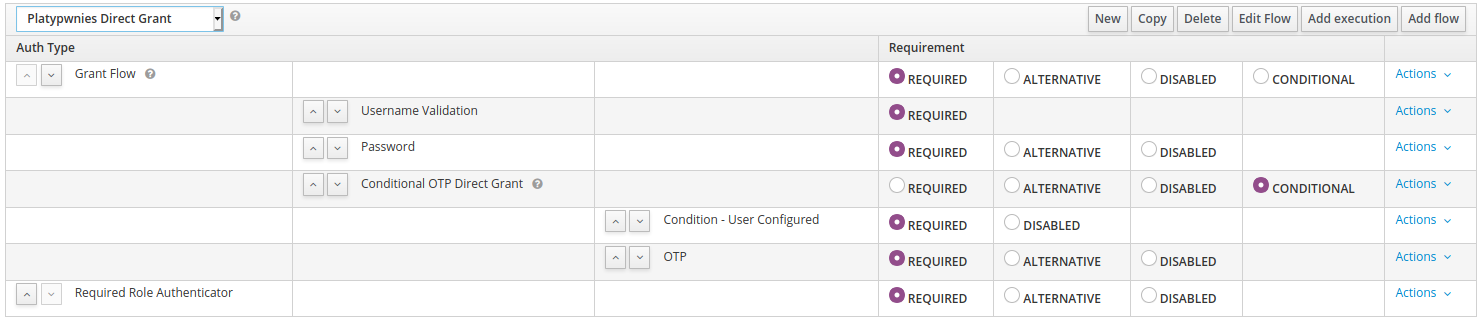 Platypwnies Direct Grant ? New Copy Delete Edit Flow Add execution Add flow
Auth Type Requirement
Grant Flow ? REQUIRED ALTERNATIVE DISABLED CONDITIONAL Actions
Username Validation REQUIRED Actions
Password REQUIRED ALTERNATIVE DISABLED Actions
Conditional OTP Direct Grant ? REQUIRED ALTERNATIVE DISABLED CONDITIONAL Actions
Condition - User Configured REQUIRED DISABLED Actions
OTP REQUIRED ALTERNATIVE DISABLED Actions
Required Role Authenticator REQUIRED ALTERNATIVE DISABLED Actions